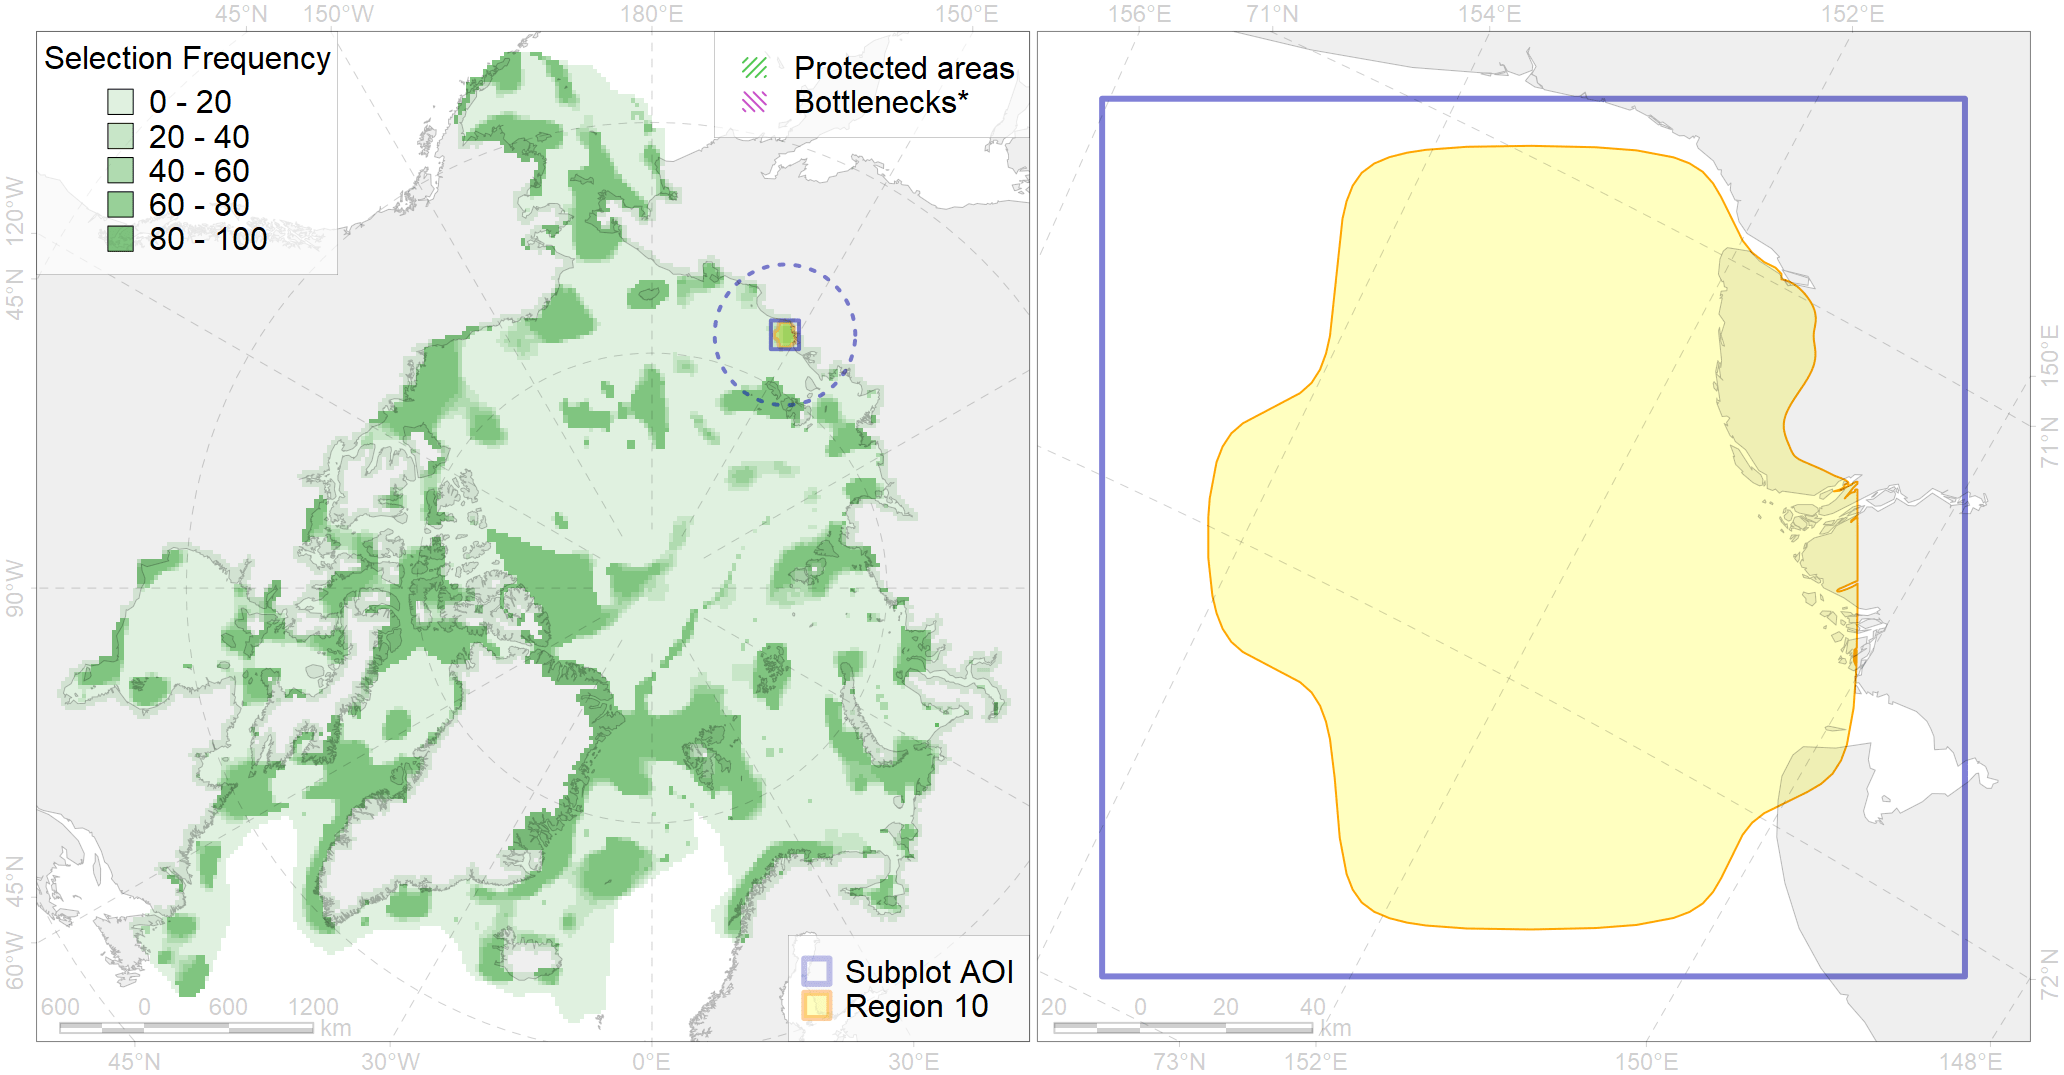 45°N 150°W 180°E 150°E 156°E 71°N 154°E 152°E
Selection Frequency
0 - 20
20 - 40
40 - 60
60 - 80
80 - 100
Protected areas
Bottlenecks*
120°W
45°N
90°W
45°N
60°W
150°E
71°N
72°N
Subplot AOI
Region 10
600 0 600 1200
km
20 0 20 40
km
45°N 30°W 0°E 30°E 73°N 152°E 150°E 148°E